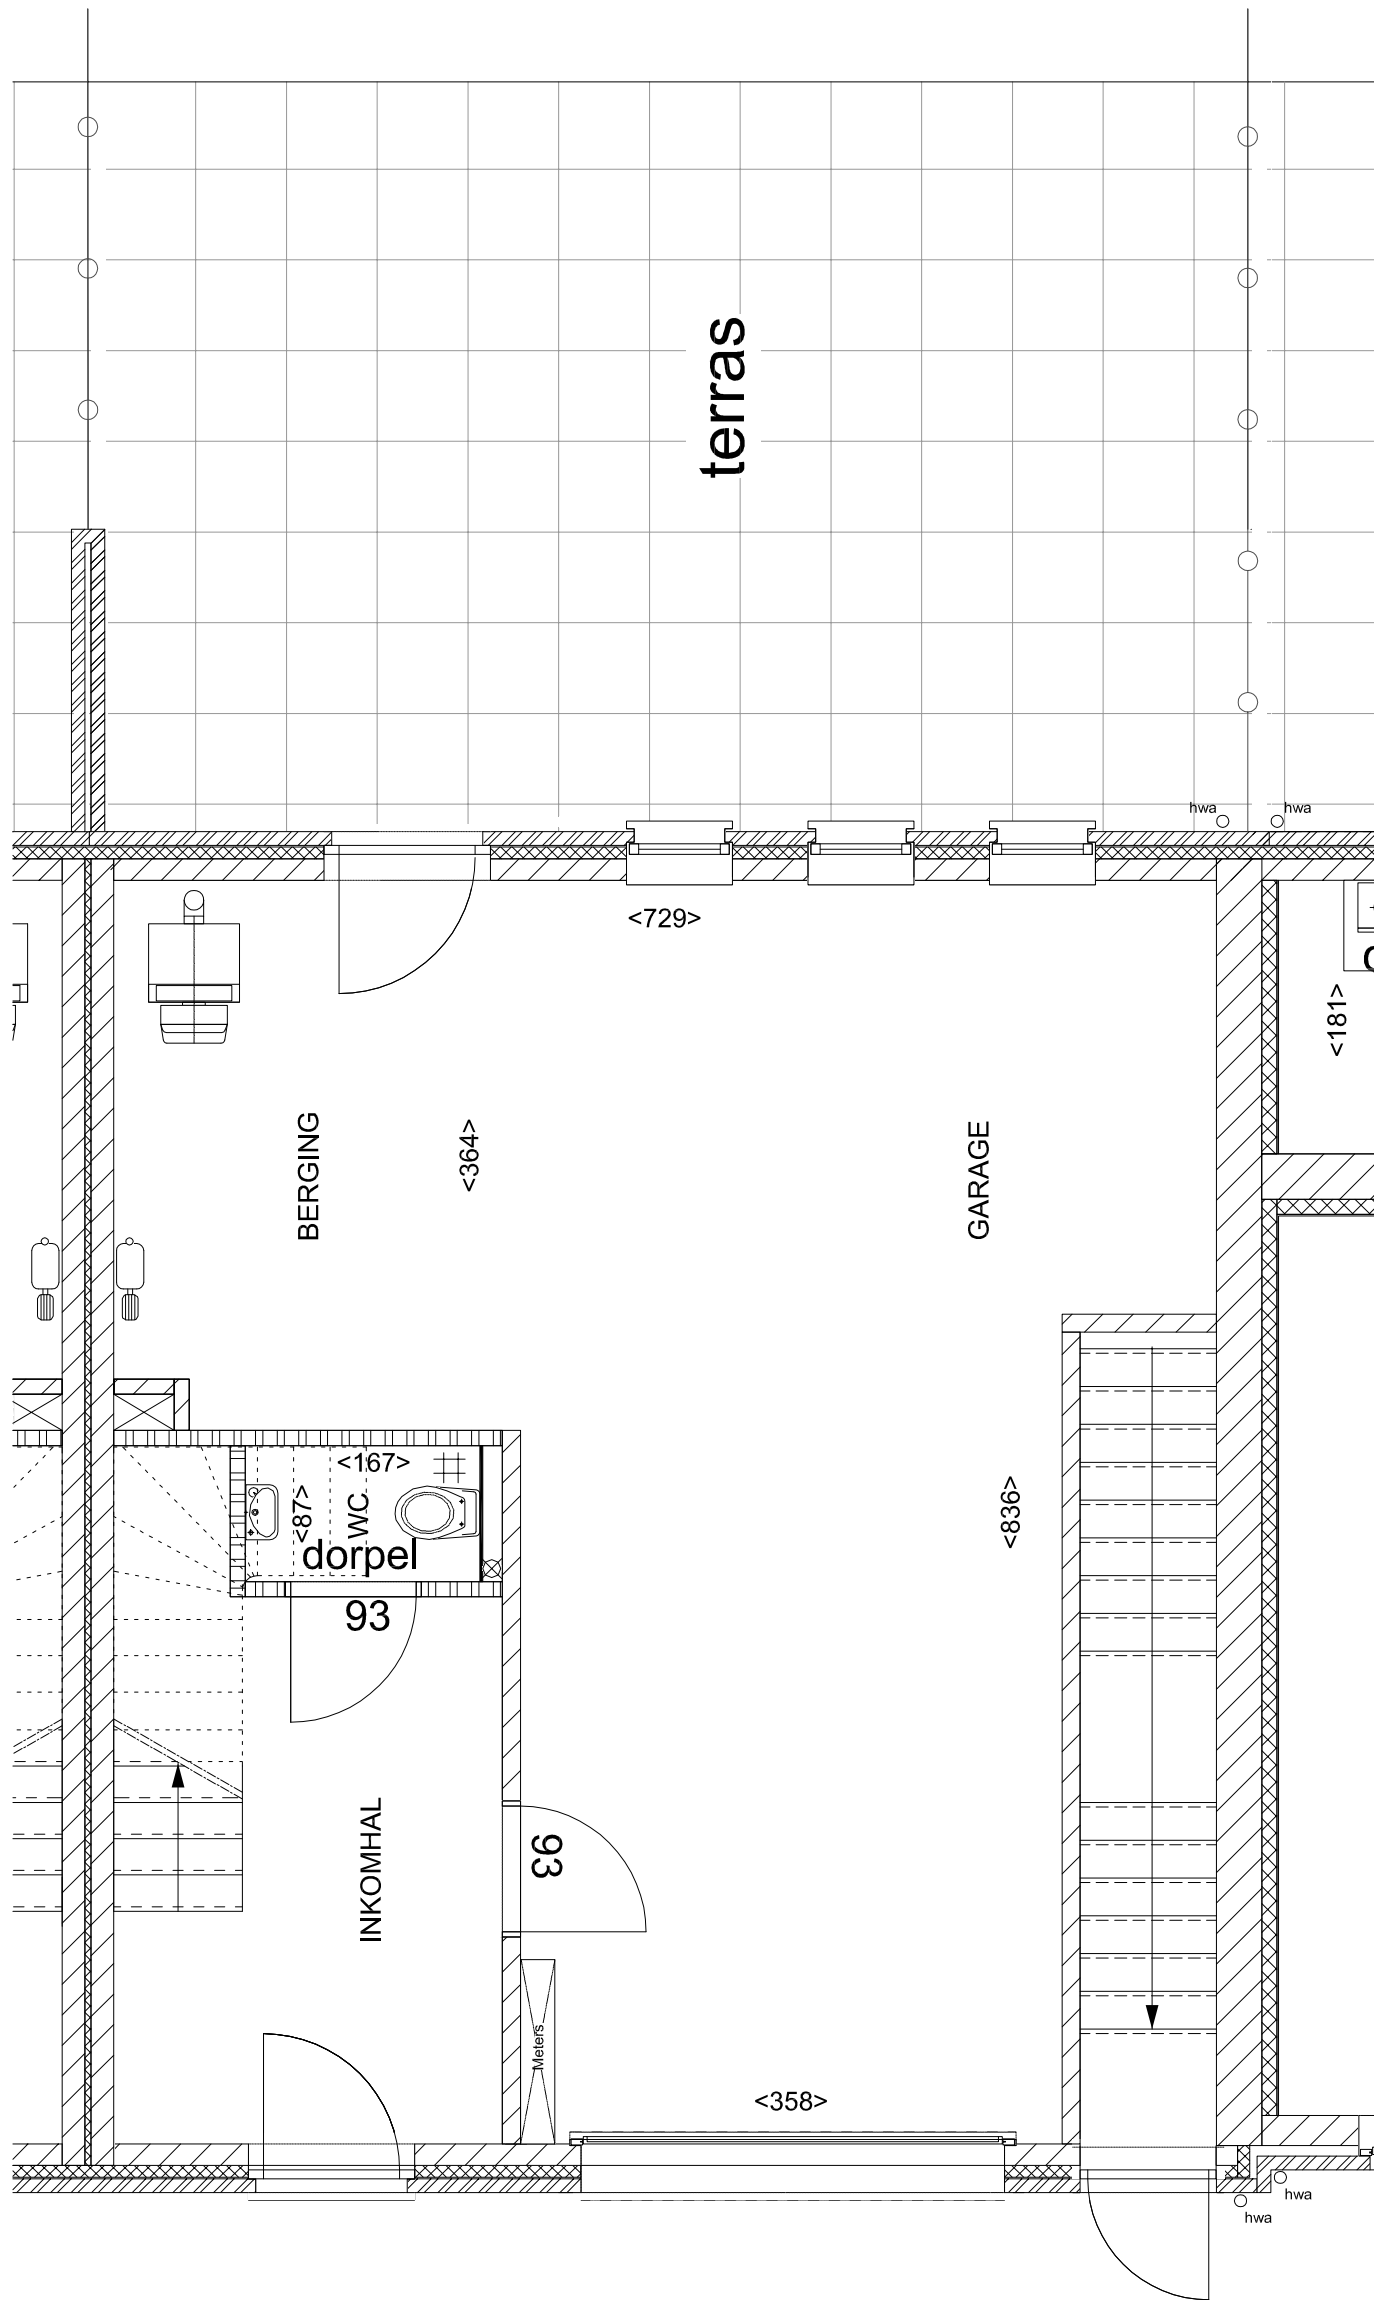 terras
hwa
hwa
<729>
<181>
BERGING
<364>
GARAGE
<167>
<87>
WC
dorpel
93
<836>
INKOMHAL
93
Meters
<358>
hwa
hwa